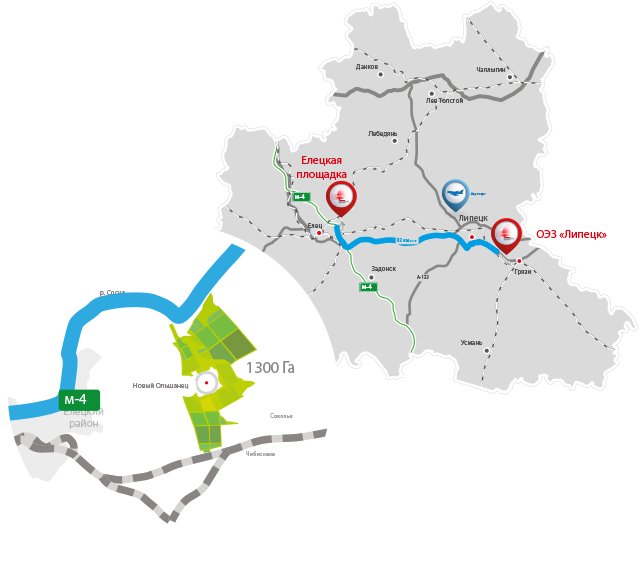 Данков
Чаплыгин
Лев Толстой
Лебедянь
Елецкая
площадка
М-4
Липецк
Елец
ОЭЗ «Липецк»
Задонск
Грязи
А-133
М-4
р. Сосна
Усмань
1300 Га
Новый Ольшанец
М-4
Елецкий
район
Соколье
Чибисовка